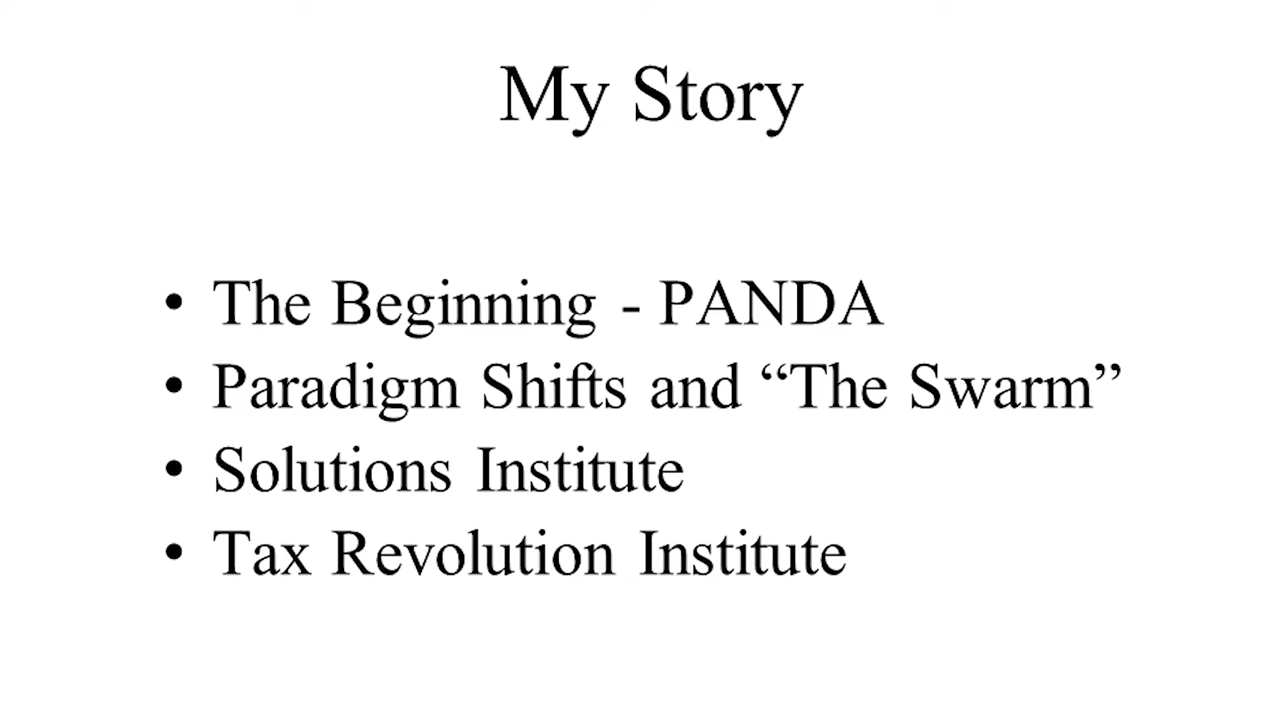 My Story
• The Beginning - PANDA
• Paradigm Shifts and “The Swarm”
• Solutions Institute
• Tax Revolution Institute